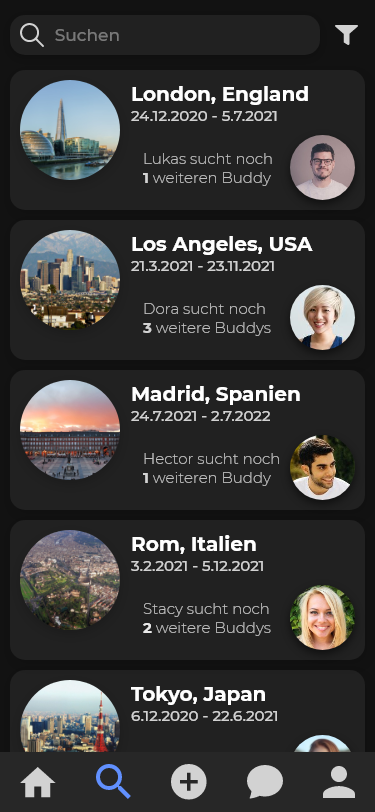 Suchen
London, England
24.12.2020 - 5.7.2021
Lukas sucht noch
1 weiteren Buddy
Los Angeles, USA
21.3.2021 - 23.11.2021
Dora sucht noch
3 weitere Buddys
Madrid, Spanien
24.7.2021 - 2.7.2022
Hector sucht noch
1 weiteren Buddy
Rom, Italien
3.2.2021 - 5.12.2021
Stacy sucht noch
2 weitere Buddys
Tokyo, Japan
6.12.2020 - 22.6.2021